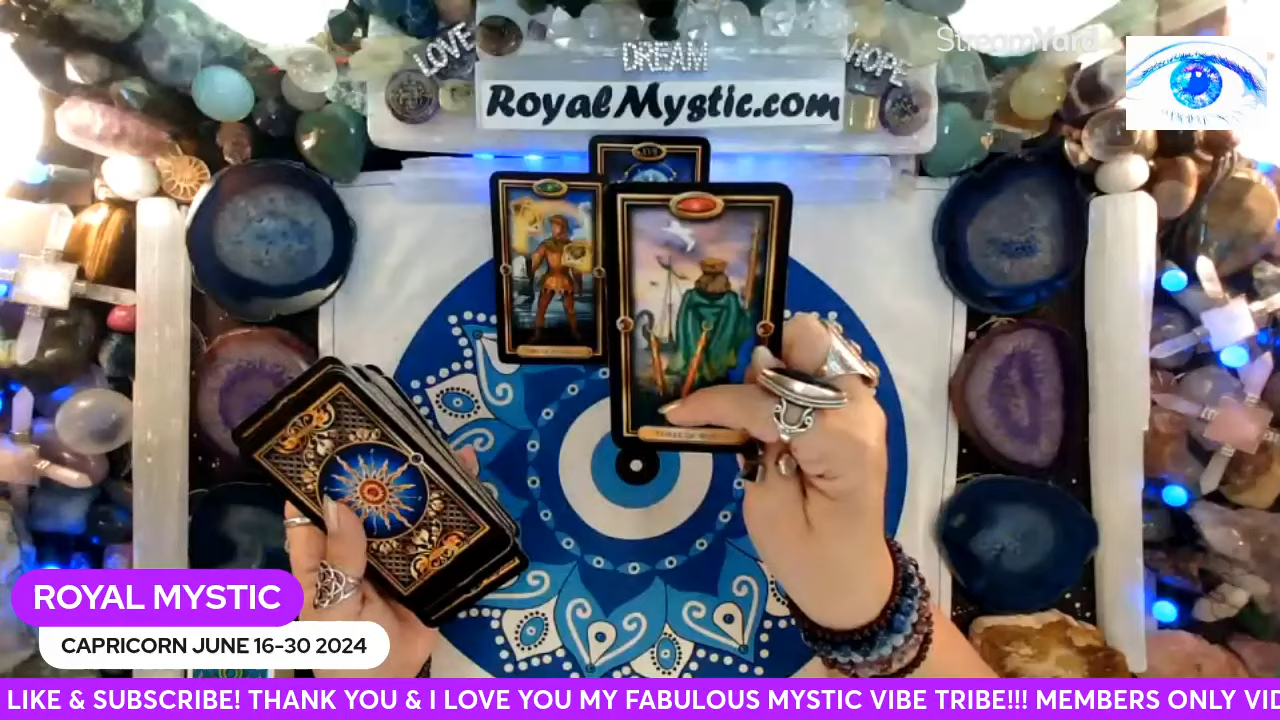 StreamYard
LOVE
DREAM
HOPE
RoyalMystic.com
ROYAL MYSTIC
CAPRICORN JUNE 16-30 2024
LIKE & SUBSCRIBE! THANK YOU & I LOVE YOU MY FABULOUS MYSTIC VIBE TRIBE!!! MEMBERS ONLY VID